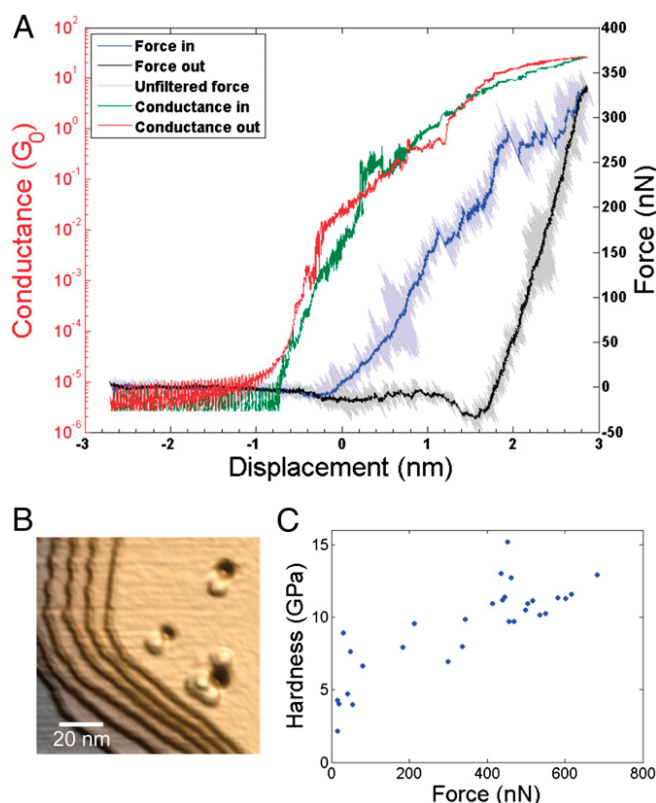 A
Force in
Force out
Unfiltered force
Conductance in
Conductance out
Conductance (G0)
10^2
10^1
10^0
10^-1
10^-2
10^-3
10^-4
10^-5
10^-6
400
350
300
250
200
150
100
50
0
-50
Force (nN)
-3 -2 -1 0 1 2 3
Displacement (nm)
B
20 nm
C
Hardness (GPa)
15
10
5
0
0 200 400 600 800
Force (nN)